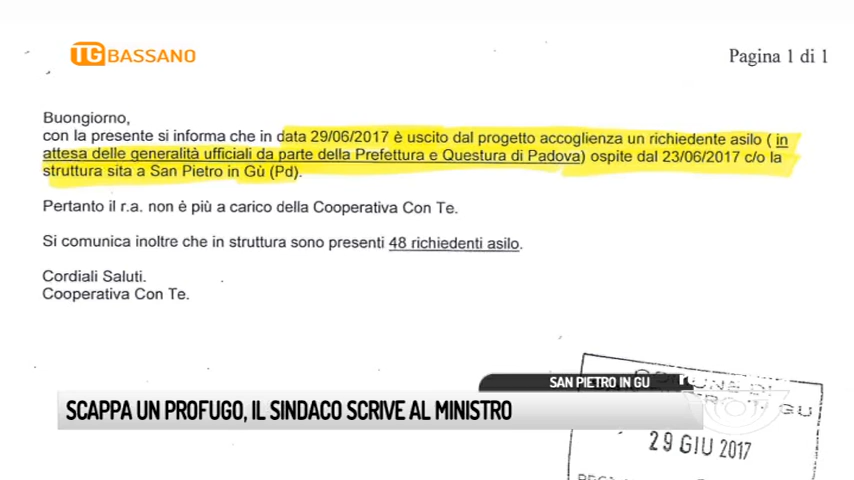 TG BASSANO
Pagina 1 di 1
Buongiorno,
con la presente si informa che in data 29/06/2017 è uscito dal progetto accoglienza un richiedente asilo ( in
attesa delle generalità ufficiali da parte della Prefettura e Questura di Padova) ospite dal 23/06/2017 c/o la
struttura sita a San Pietro in Gù (Pd).
Pertanto il r.a. non è più a carico della Cooperativa Con Te.
Si comunica inoltre che in struttura sono presenti 48 richiedenti asilo.
Cordiali Saluti.
Cooperativa Con Te.
SAN PIETRO IN GU
SCAPPA UN PROFUGO, IL SINDACO SCRIVE AL MINISTRO
IN GU
29 GIU 2017